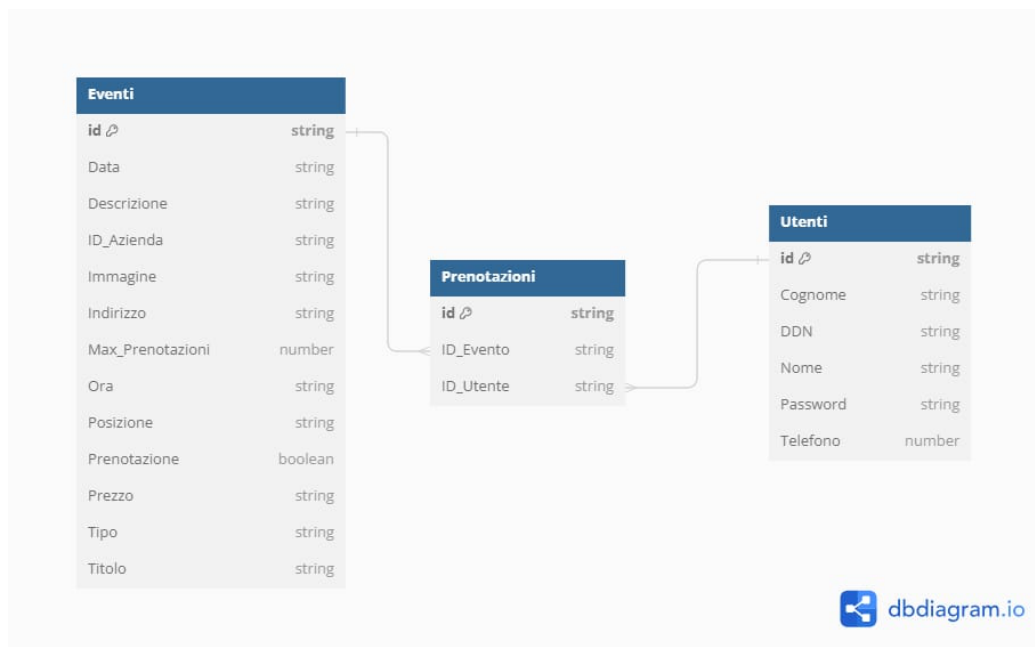 Eventi
id string
Data string
Descrizione string
ID_Azienda string
Immagine string
Indirizzo string
Max_Prenotazioni number
Ora string
Posizione string
Prenotazione boolean
Prezzo string
Tipo string
Titolo string
Prenotazioni
id string
ID_Evento string
ID_Utente string
Utenti
id string
Cognome string
DDN string
Nome string
Password string
Telefono number
dbdiagram.io